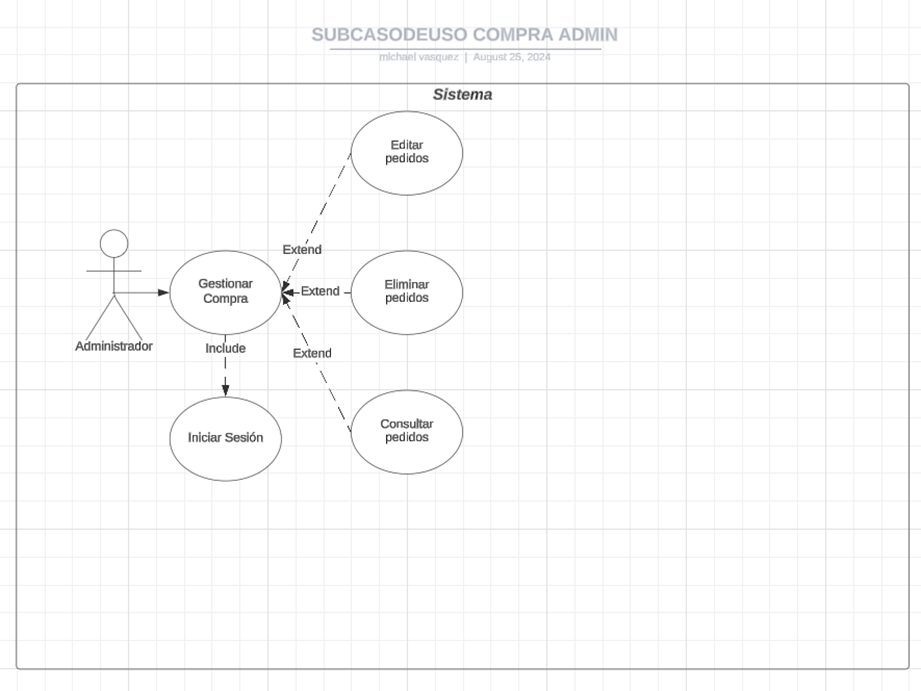 SUBCASODEUSO COMPRA ADMIN
michael vasquez | August 25, 2024
Sistema
Editar
pedidos
Extend
Gestionar
Compra
Extend
Eliminar
pedidos
Administrador
Include
Extend
Iniciar Sesión
Consultar
pedidos